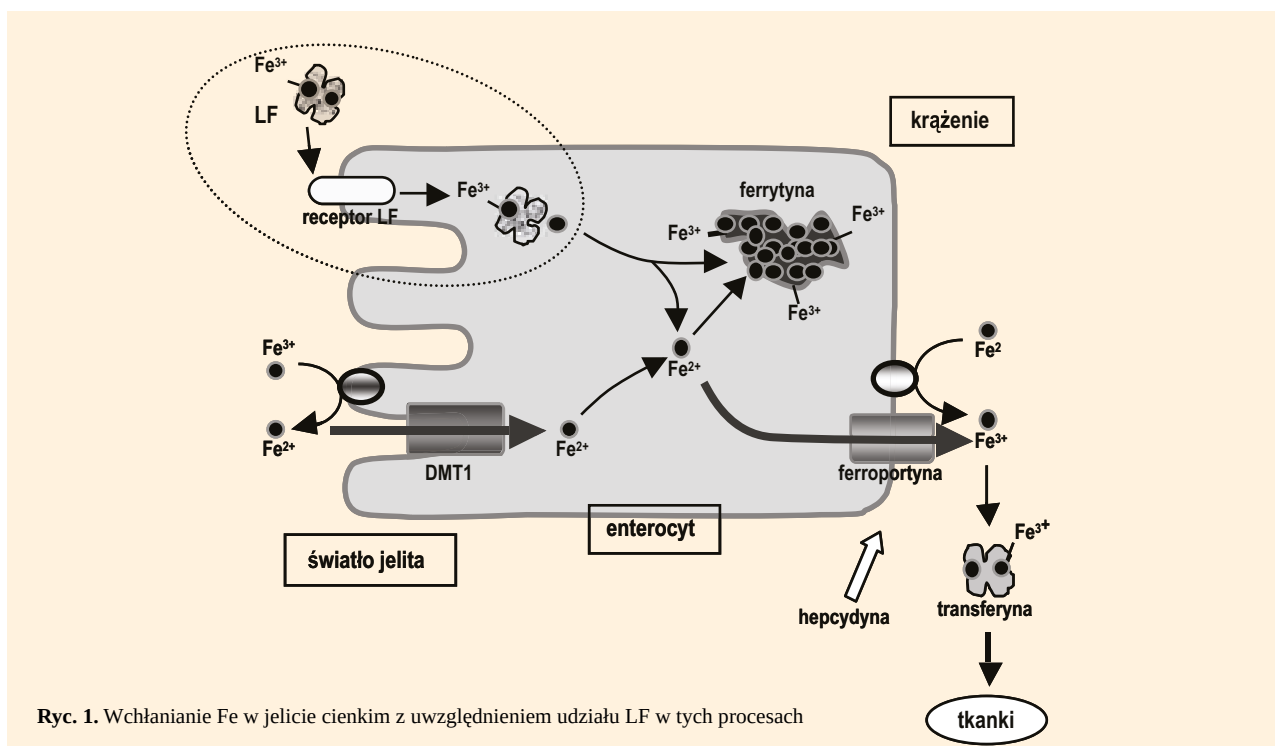 Fe³⁺
LF
krążenie
receptor LF
Fe³⁺
ferrytyna
Fe³⁺
Fe³⁺
Fe³⁺
Fe³⁺
Fe²⁺
DMT1
Fe²⁺
Fe²⁺
Fe²
Fe³⁺
ferroportyna
enterocyt
światło jelita
hepcydyna
Fe³⁺
transferyna
tkanki
Ryc. 1. Wchłanianie Fe w jelicie cienkim z uwzględnieniem udziału LF w tych procesach